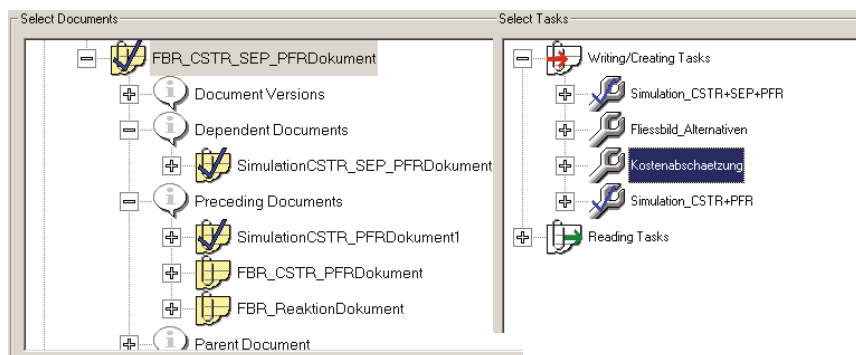 Select Documents
FBR_CSTR_SEP_PFRDokument
Document Versions
Dependent Documents
SimulationCSTR_SEP_PFRDokument
Preceding Documents
SimulationCSTR_PFRDokument1
FBR_CSTR_PFRDokument
FBR_ReaktionDokument
Parent Document
Select Tasks
Writing/Creating Tasks
Simulation_CSTR+SEP+PFR
Fliessbild_Alternativen
Kostenabschaetzung
Simulation_CSTR+PFR
Reading Tasks